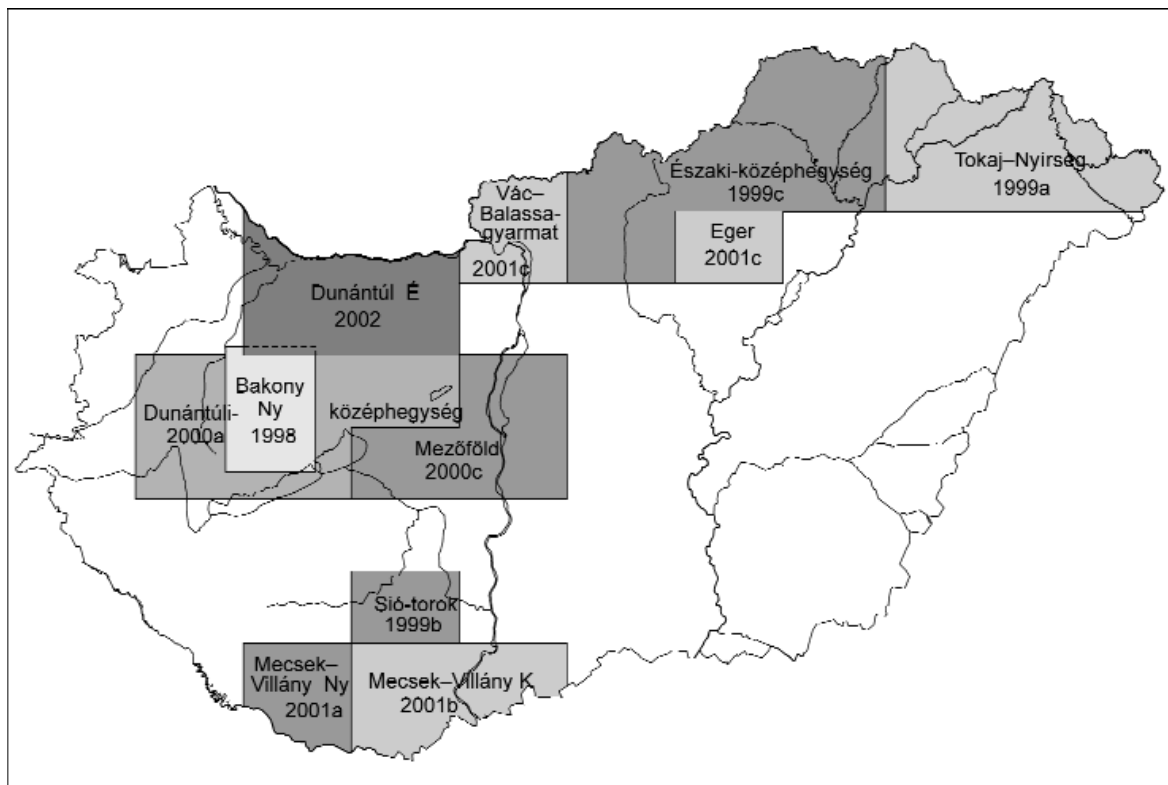 Északi-középhegység
1999c
Tokaj–Nyírség
1999a
Vác–
Balassa-
gyarmat
2001c
Eger
2001c
Dunántúl É
2002
Dunántúli-
2000a
Bakony
Ny
1998
középhegység
Mezőföld
2000c
Sió-torok
1999b
Mecsek–
Villány Ny
2001a
Mecsek–Villány K
2001b